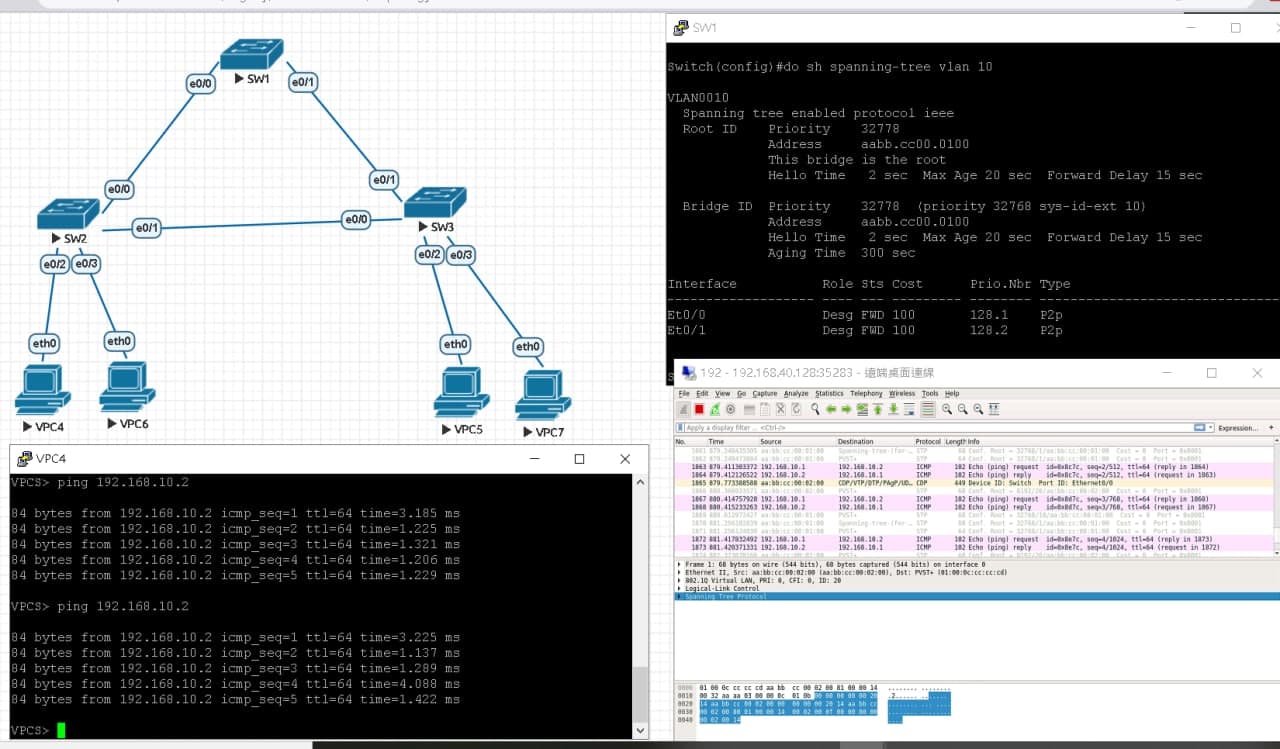 SW1
e0/0
e0/1
e0/0
e0/1
SW2
e0/1
e0/0
SW3
e0/2
e0/3
e0/2
e0/3
eth0
eth0
eth0
eth0
VPC4
VPC6
VPC5
VPC7
SW1
Switch(config)#do sh spanning-tree vlan 10
VLAN0010
Spanning tree enabled protocol ieee
Root ID Priority 32778
Address aabb.cc00.0100
This bridge is the root
Hello Time 2 sec Max Age 20 sec Forward Delay 15 sec
Bridge ID Priority 32778 (priority 32768 sys-id-ext 10)
Address aabb.cc00.0100
Hello Time 2 sec Max Age 20 sec Forward Delay 15 sec
Aging Time 300 sec
Interface Role Sts Cost Prio.Nbr Type
------------------- ---- --- --------- -------- --------------------------------
Et0/0 Desg FWD 100 128.1 P2p
Et0/1 Desg FWD 100 128.2 P2p
192 - 192.168.40.128:35283 - 遠端桌面連線
File Edit View Go Capture Analyze Statistics Telephony Wireless Tools Help
Apply a display filter ... <Ctrl-/> Expression... +
No. Time Source Destination Protocol Length Info
1863 879.411303372 192.168.10.1 192.168.10.2 ICMP 102 Echo (ping) request id=0x8c7c, seq=2/512, ttl=64 (reply in 1864)
1864 879.412126522 192.168.10.2 192.168.10.1 ICMP 102 Echo (ping) reply id=0x8c7c, seq=2/512, ttl=64 (request in 1863)
1865 879.773308508 aa:bb:cc:00:02:00 CDP/VTP/DTP/PAgP/UD… CDP 449 Device ID: Switch Port ID: Ethernet0/0
1867 880.414757928 192.168.10.1 192.168.10.2 ICMP 102 Echo (ping) request id=0x8d7c, seq=3/768, ttl=64 (reply in 1868)
1868 880.415233263 192.168.10.2 192.168.10.1 ICMP 102 Echo (ping) reply id=0x8d7c, seq=3/768, ttl=64 (request in 1867)
1872 881.417832492 192.168.10.1 192.168.10.2 ICMP 102 Echo (ping) request id=0x8e7c, seq=4/1024, ttl=64 (reply in 1873)
1873 881.420371331 192.168.10.2 192.168.10.1 ICMP 102 Echo (ping) reply id=0x8e7c, seq=4/1024, ttl=64 (request in 1872)
Frame 1: 68 bytes on wire (544 bits), 68 bytes captured (544 bits) on interface 0
Ethernet II, Src: aa:bb:cc:00:02:00 (aa:bb:cc:00:02:00), Dst: PVST+ (01:00:0c:cc:cc:cd)
802.1Q Virtual LAN, PRI: 0, CFI: 0, ID: 20
Logical-Link Control
Spanning Tree Protocol
VPC4
VPCS> ping 192.168.10.2
84 bytes from 192.168.10.2 icmp_seq=1 ttl=64 time=3.185 ms
84 bytes from 192.168.10.2 icmp_seq=2 ttl=64 time=1.225 ms
84 bytes from 192.168.10.2 icmp_seq=3 ttl=64 time=1.321 ms
84 bytes from 192.168.10.2 icmp_seq=4 ttl=64 time=1.206 ms
84 bytes from 192.168.10.2 icmp_seq=5 ttl=64 time=1.229 ms
VPCS> ping 192.168.10.2
84 bytes from 192.168.10.2 icmp_seq=1 ttl=64 time=3.225 ms
84 bytes from 192.168.10.2 icmp_seq=2 ttl=64 time=1.137 ms
84 bytes from 192.168.10.2 icmp_seq=3 ttl=64 time=1.289 ms
84 bytes from 192.168.10.2 icmp_seq=4 ttl=64 time=4.088 ms
84 bytes from 192.168.10.2 icmp_seq=5 ttl=64 time=1.422 ms
VPCS>